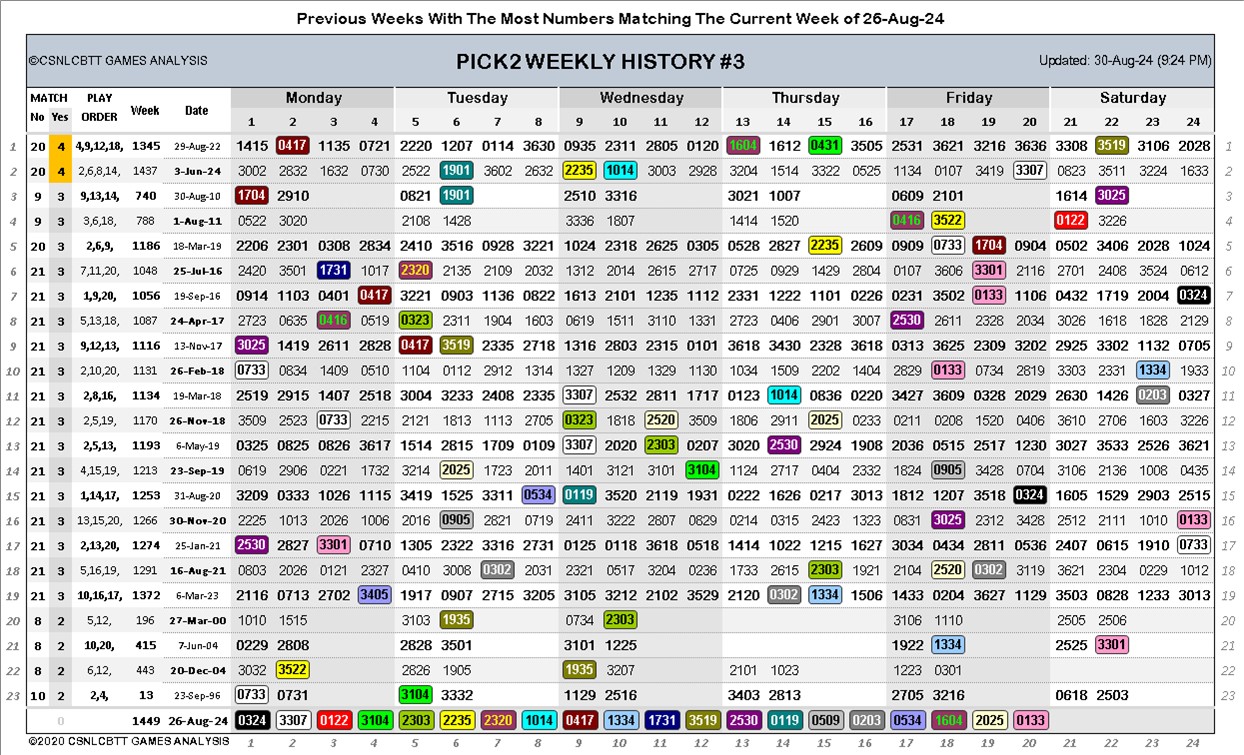 Previous Weeks With The Most Numbers Matching The Current Week of 26-Aug-24
©CSNLCBTT GAMES ANALYSIS PICK2 WEEKLY HISTORY #3 Updated: 30-Aug-24 (9:24 PM)
MATCH PLAY Week Date Monday Tuesday Wednesday Thursday Friday Saturday
No Yes ORDER 1 2 3 4 5 6 7 8 9 10 11 12 13 14 15 16 17 18 19 20 21 22 23 24
1 20 4 4,9,12,18, 1345 29-Aug-22 1415 0417 1135 0721 2220 1207 0114 3630 0935 2311 2805 0120 1604 1612 0431 3505 2531 3621 3216 3636 3308 3519 3106 2028 1
2 20 4 2,6,8,14, 1437 3-Jun-24 3002 2832 1632 0730 2522 1901 3602 2632 2235 1014 3003 2928 3204 1514 3322 0525 1134 0107 3419 3307 0823 3511 3224 1633 2
3 9 3 9,13,14, 740 30-Aug-10 1704 2910 0821 1901 2510 3316 3021 1007 0609 2101 1614 3025 3
4 9 3 3,6,18, 788 1-Aug-11 0522 3020 2108 1428 3336 1807 1414 1520 0416 3522 0122 3226 4
5 20 3 2,6,9, 1186 18-Mar-19 2206 2301 0308 2834 2410 3516 0928 3221 1024 2318 2625 0305 0528 2827 2235 2609 0909 0733 1704 0904 0502 3406 2028 1024 5
6 21 3 7,11,20, 1048 25-Jul-16 2420 3501 1731 1017 2320 2135 2109 2032 1312 2014 2615 2717 0725 0929 1429 2804 0107 3606 3301 2116 2701 2408 3524 0612 6
7 21 3 1,9,20, 1056 19-Sep-16 0914 1103 0401 0417 3221 0903 1136 0822 1613 2101 1235 1112 2331 1222 1101 0226 0231 3502 0133 1106 0432 1719 2004 0324 7
8 21 3 5,13,18, 1087 24-Apr-17 2723 0635 0416 0519 0323 2311 1904 1603 0619 1511 3110 1331 2723 0406 2901 3007 2530 2611 2328 2034 3026 1618 1828 2129 8
9 21 3 9,12,13, 1116 13-Nov-17 3025 1419 2611 2828 0417 3519 2335 2718 1316 2803 2315 0101 3618 3430 2328 3618 0313 3625 2309 3202 2925 3302 1132 0705 9
10 21 3 2,10,20, 1131 26-Feb-18 0733 0834 1409 0510 1104 0112 2912 1314 1327 1209 1329 1130 1034 1509 2202 1404 2829 0133 0734 2819 3303 2331 1334 1933 10
11 21 3 2,8,16, 1134 19-Mar-18 2519 2915 1407 2518 3004 3233 2408 2335 3307 2532 2811 1717 0123 1014 0836 0220 3427 3609 0328 2029 2630 1426 0203 0327 11
12 21 3 2,5,19, 1170 26-Nov-18 3509 2523 0733 2215 2121 1813 1113 2705 0323 1818 2520 1535 1806 2911 2025 0233 0211 0208 1520 0406 3610 2706 1603 3226 12
13 21 3 2,5,13, 1193 6-May-19 0325 0825 0826 3617 1514 2815 1709 0109 3307 2020 2303 0207 3020 2530 2924 1908 2036 0515 2517 1230 3027 3533 2526 3621 13
14 21 3 4,15,19, 1213 23-Sep-19 0619 2906 0221 1732 3214 2025 1723 2011 1401 3121 3101 3104 1124 2717 0404 2332 1824 0905 3428 0704 3106 2136 1008 0435 14
15 21 3 1,14,17, 1253 31-Aug-20 3209 0333 1026 1115 3419 1525 3311 0534 0119 3520 2119 1931 0222 1626 0217 3013 1812 1207 3518 0324 1605 1529 2903 2515 15
16 21 3 13,15,20, 1266 30-Nov-20 2225 1013 2026 1006 2016 0905 2821 0719 2411 3222 2807 0829 0214 0315 2423 1323 0831 3025 2312 3428 2512 2111 1010 0133 16
17 21 3 2,13,20, 1274 25-Jan-21 2530 2827 3301 0710 1305 2322 3316 2731 0125 0118 3618 0518 1414 1022 1215 1627 3034 0434 2811 0536 2407 0615 1910 0733 17
18 21 3 5,16,19, 1291 16-Aug-21 0803 2026 0121 2327 0410 3008 0302 2031 2321 0517 3204 0236 1733 2615 2303 1921 2104 2520 0302 3119 3621 2304 0229 1012 18
19 21 3 10,16,17, 1372 6-Mar-23 2116 0713 2702 3405 1917 0907 2715 3205 3105 3212 2102 3529 2120 0302 1334 1506 1433 0204 3627 1129 3503 0828 1233 3013 19
20 8 2 5,12, 196 27-Mar-00 1010 1515 3103 1935 0734 2303 3106 1110 2505 2506 20
21 8 2 10,20, 415 7-Jun-04 0229 2808 2828 3501 3101 1225 1922 1334 2525 3301 21
22 8 2 6,12, 443 20-Dec-04 3032 3522 2826 1905 1935 3207 2101 1023 1223 0301 22
23 10 2 2,4, 13 23-Sep-96 0733 0731 3104 3332 1129 2516 3403 2813 2705 3216 0618 2503 23
0 1449 26-Aug-24 0324 3307 0122 3104 2303 2235 2320 1014 0417 1334 1731 3519 2530 0119 0509 0203 0534 1604 2025 0133
©2020 CSNLCBTT GAMES ANALYSIS 1 2 3 4 5 6 7 8 9 10 11 12 13 14 15 16 17 18 19 20 21 22 23 24